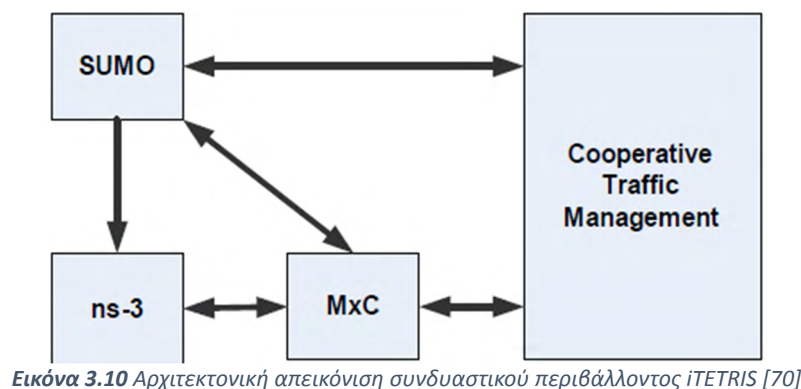 SUMO
Cooperative
Traffic
Management
ns-3
MxC
Εικόνα 3.10 Αρχιτεκτονική απεικόνιση συνδυαστικού περιβάλλοντος iTETRIS [70]